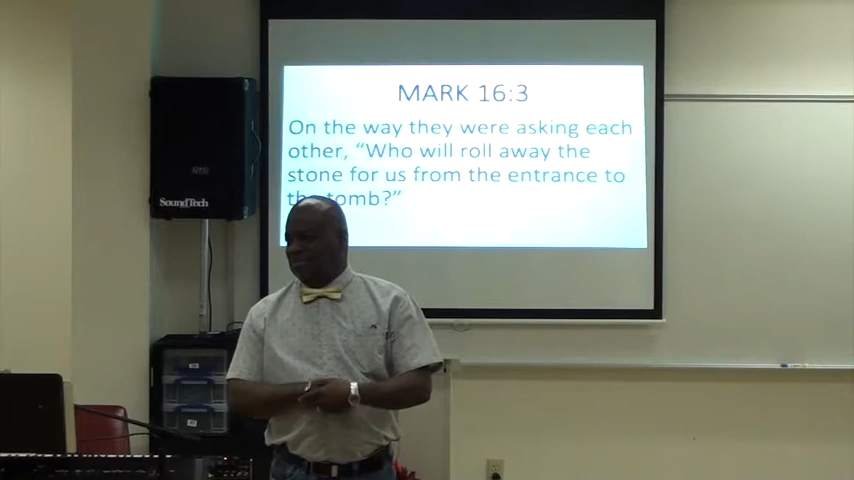 MARK 16:3
On the way they were asking each
other, “Who will roll away the
stone for us from the entrance to
the tomb?”
SOUNDTECH